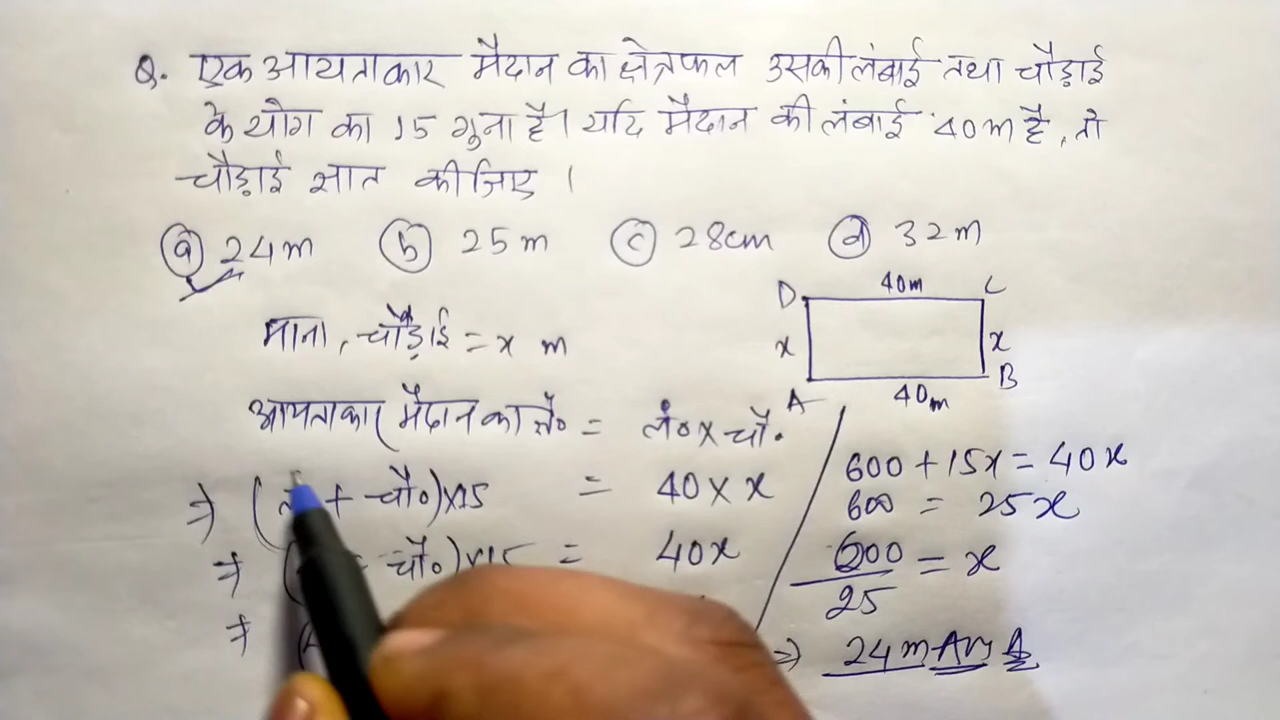 Q. एक आयताकार मैदान का क्षेत्रफल उसकी लंबाई तथा चौड़ाई
के योग का 15 गुना है। यदि मैदान की लंबाई 40m है, तो
चौड़ाई ज्ञात कीजिए ।
(a) 24m (b) 25m (c) 28cm (d) 32m
माना, चौड़ाई = x m
आयताकार मैदान का क्षे० = लं० x चौ.
⇒ ( + चौ०)x15 = 40 x x
⇒ ( चौ०)x15 = 40x
⇒ (
D 40m C
x x
A 40m B
600 + 15x = 40x
600 = 25x
600 = x
25
⇒ 24m Ans A